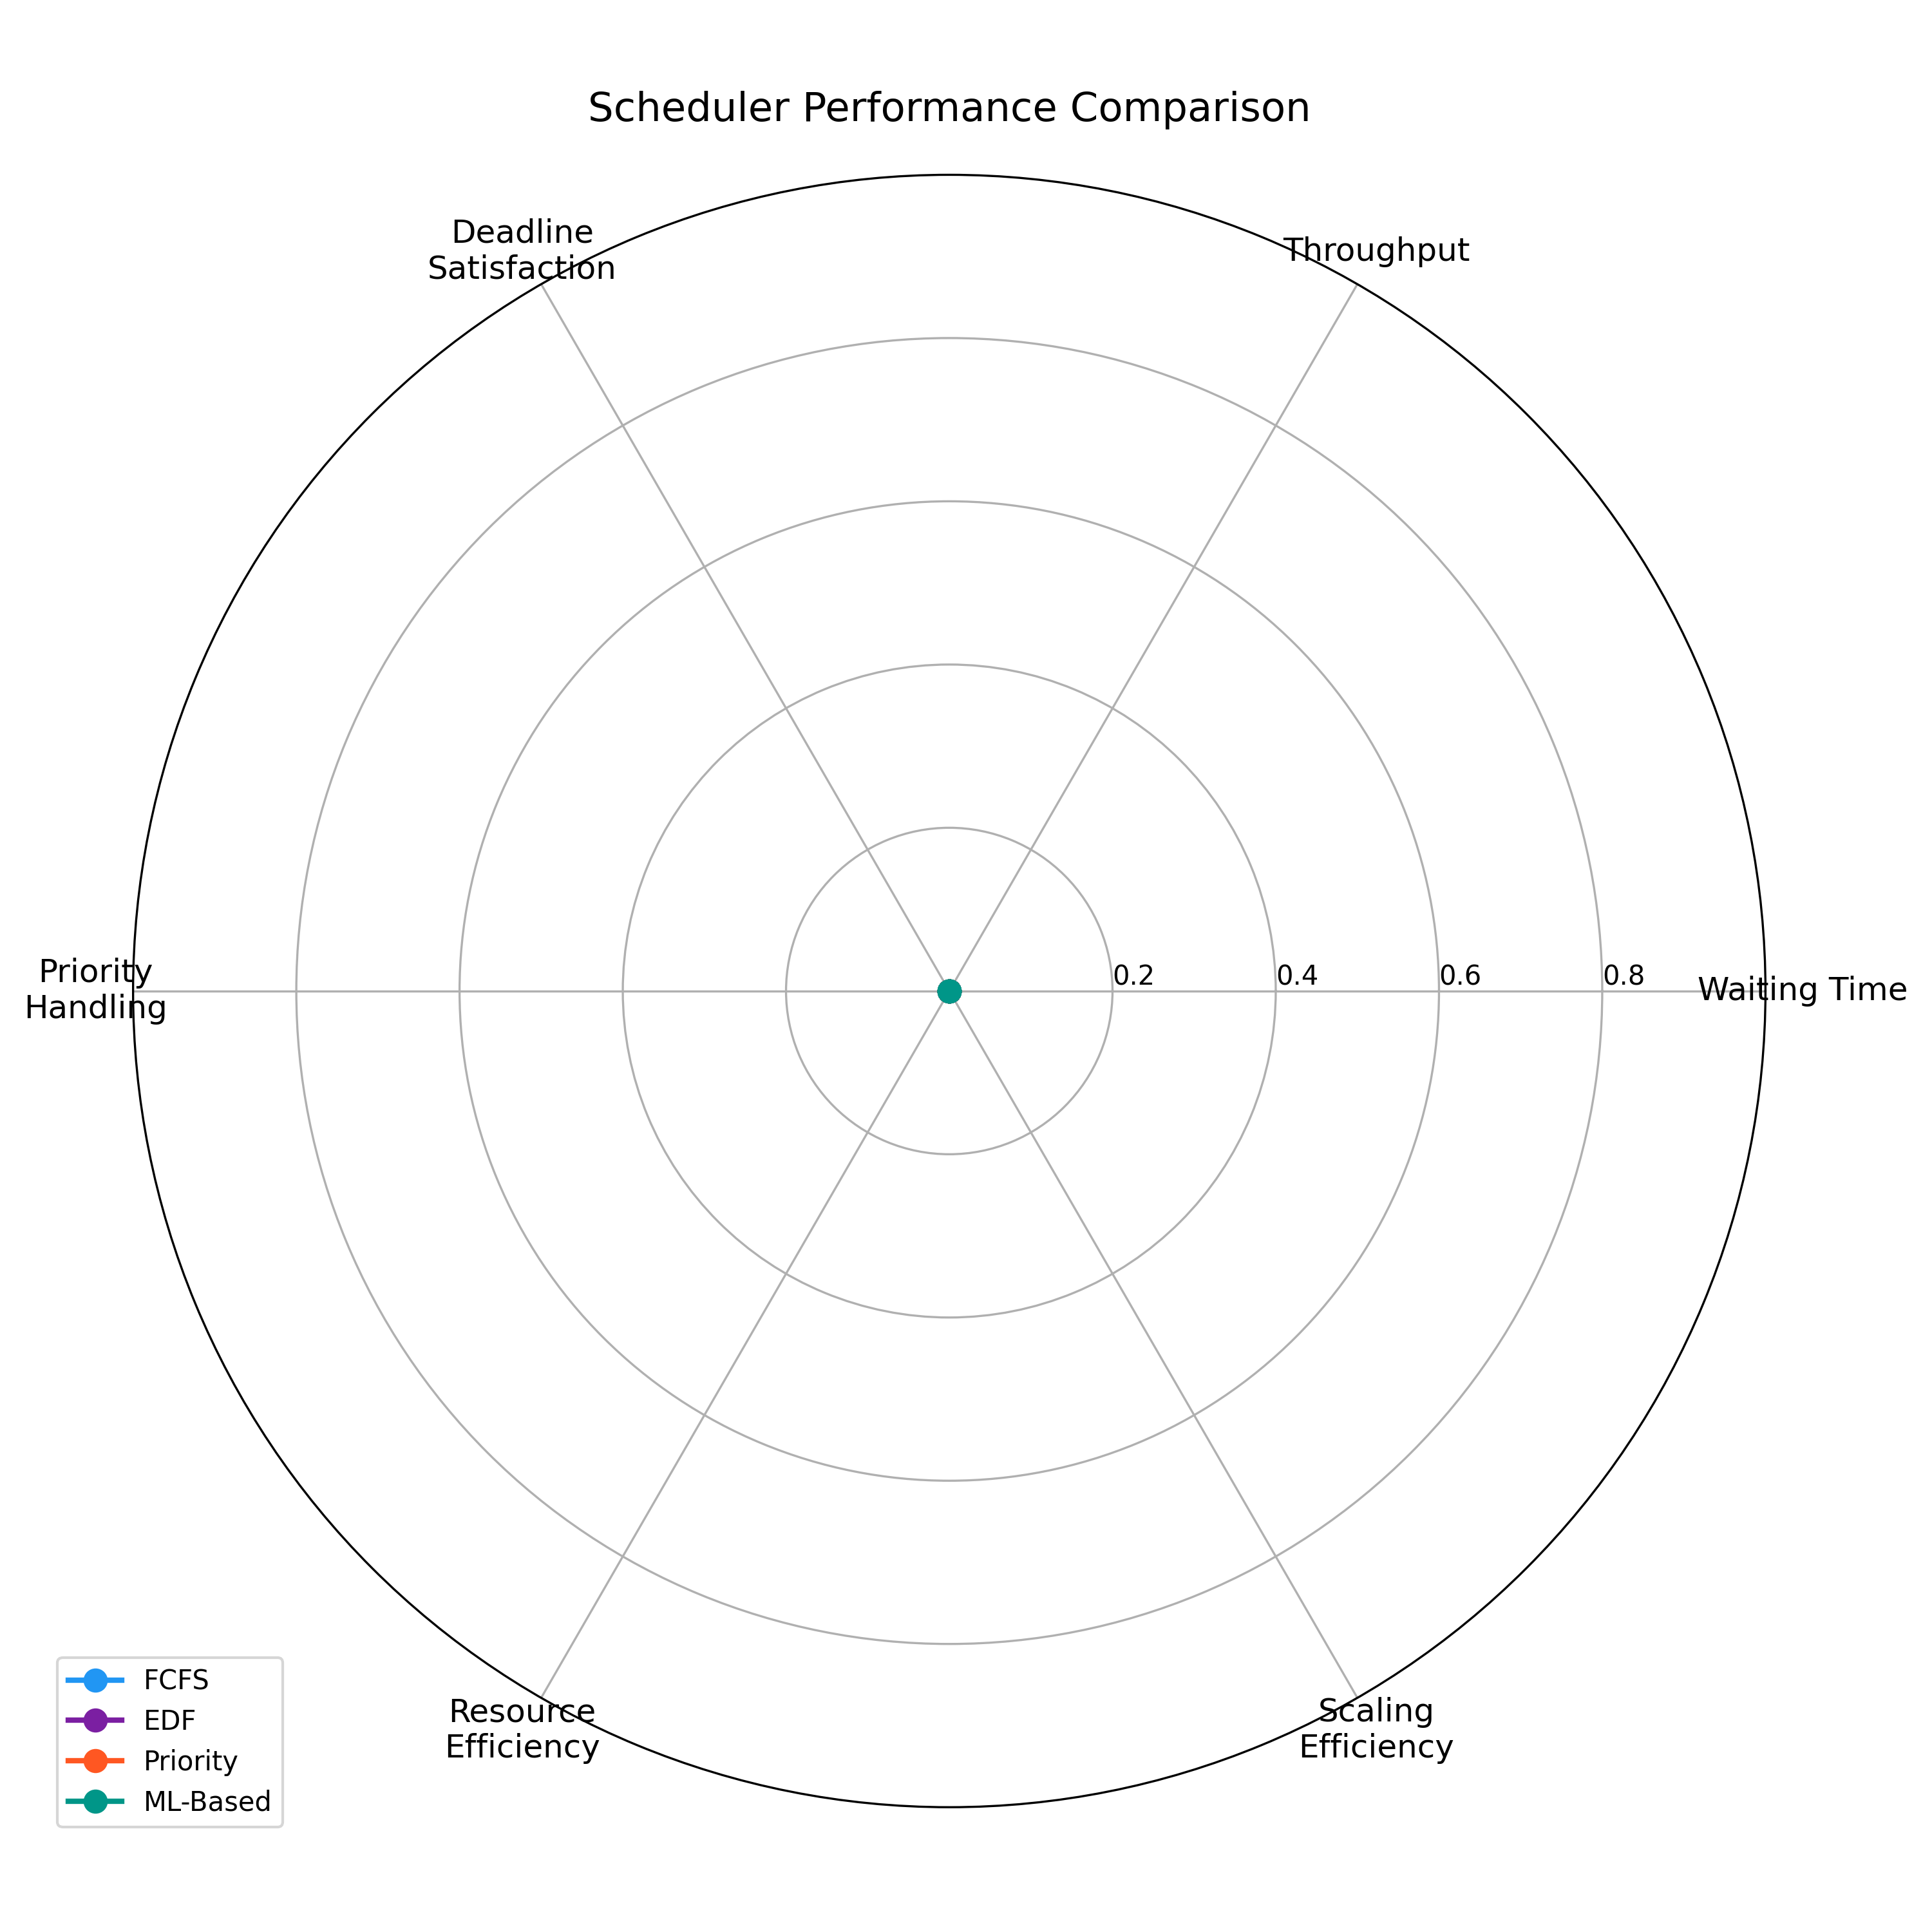 Scheduler Performance Comparison
Deadline
Satisfaction
Throughput
Priority
Handling
0.2
0.4
0.6
0.8
Waiting Time
Resource
Efficiency
Scaling
Efficiency
FCFS
EDF
Priority
ML-Based